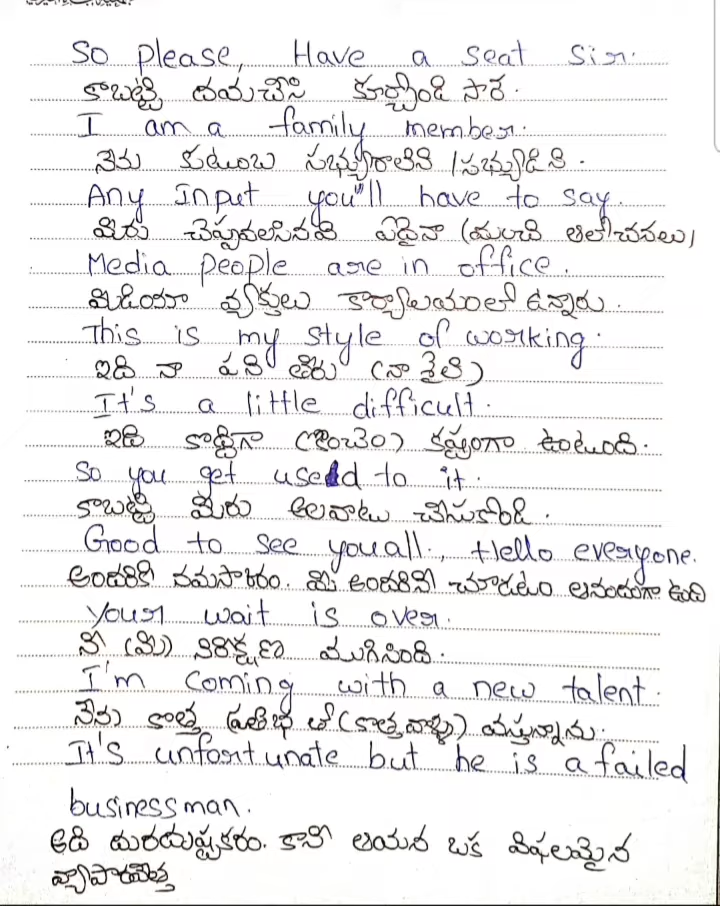 So please, Have a seat sir.
కాబట్టి దయచేసి కూర్చోండి సార్.
I am a family member.
నేను కుటుంబ సభ్యురాలిని / సభ్యుడిని.
Any Input you'll have to say.
మీరు చెప్పవలసినవి ఏదైనా (మంచి ఆలోచనలు)
Media people are in office.
మీడియా వ్యక్తులు కార్యాలయంలో ఉన్నారు.
This is my style of working.
ఇది నా పని తీరు (నా శైలి)
It's a little difficult.
ఇది కొద్దిగా (కొంచెం) కష్టంగా ఉంటుంది.
So you get used to it.
కాబట్టి మీరు అలవాటు చేసుకోండి.
Good to see you all., Hello everyone.
అందరికి నమసారం. మీ అందరిని చూడటం ఆనందంగా ఉంది
your wait is over.
నీ (మీ) నిరీక్షణ ముగిసింది.
I'm coming with a new talent.
నేను కొత్త ప్రతిభ తో (కొత్తవాళ్ళు) వస్తున్నాను.
It's unfortunate but he is a failed
businessman.
అది దురదృష్టకరం. కాని ఆయన ఒక విఫలమైన
వ్యాపారవేత్త